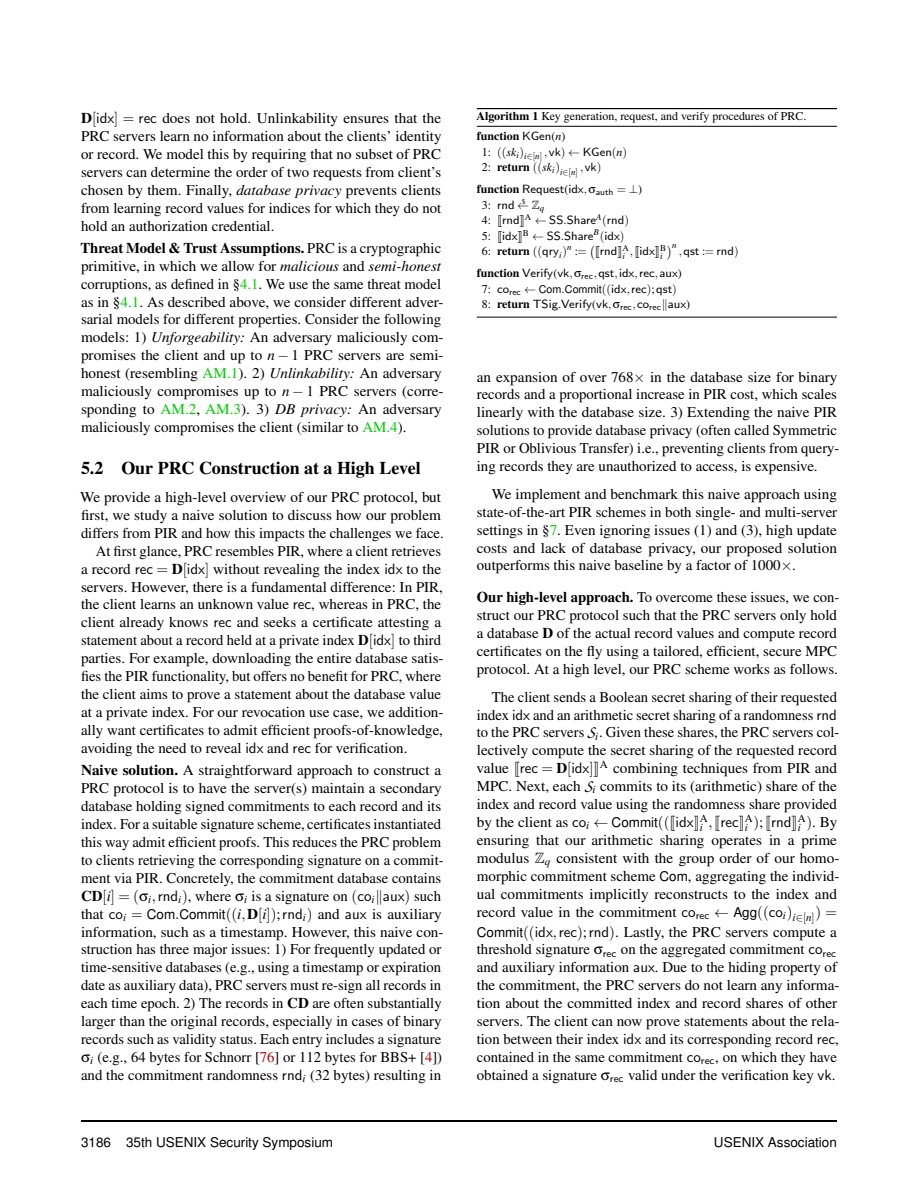 D[idx] = rec does not hold. Unlinkability ensures that the
PRC servers learn no information about the clients' identity
or record. We model this by requiring that no subset of PRC
servers can determine the order of two requests from client's
chosen by them. Finally, database privacy prevents clients
from learning record values for indices for which they do not
hold an authorization credential.
Threat Model & Trust Assumptions. PRC is a cryptographic
primitive, in which we allow for malicious and semi-honest
corruptions, as defined in §4.1. We use the same threat model
as in §4.1. As described above, we consider different adver-
sarial models for different properties. Consider the following
models: 1) Unforgeability: An adversary maliciously com-
promises the client and up to n − 1 PRC servers are semi-
honest (resembling AM.1). 2) Unlinkability: An adversary
maliciously compromises up to n − 1 PRC servers (corre-
sponding to AM.2, AM.3). 3) DB privacy: An adversary
maliciously compromises the client (similar to AM.4).
5.2 Our PRC Construction at a High Level
We provide a high-level overview of our PRC protocol, but
first, we study a naive solution to discuss how our problem
differs from PIR and how this impacts the challenges we face.
At first glance, PRC resembles PIR, where a client retrieves
a record rec = D[idx] without revealing the index idx to the
servers. However, there is a fundamental difference: In PIR,
the client learns an unknown value rec, whereas in PRC, the
client already knows rec and seeks a certificate attesting a
statement about a record held at a private index D[idx] to third
parties. For example, downloading the entire database satis-
fies the PIR functionality, but offers no benefit for PRC, where
the client aims to prove a statement about the database value
at a private index. For our revocation use case, we addition-
ally want certificates to admit efficient proofs-of-knowledge,
avoiding the need to reveal idx and rec for verification.
Naive solution. A straightforward approach to construct a
PRC protocol is to have the server(s) maintain a secondary
database holding signed commitments to each record and its
index. For a suitable signature scheme, certificates instantiated
this way admit efficient proofs. This reduces the PRC problem
to clients retrieving the corresponding signature on a commit-
ment via PIR. Concretely, the commitment database contains
CD[i] = (σᵢ, rndᵢ), where σᵢ is a signature on (coᵢ∥aux) such
that coᵢ = Com.Commit((i, D[i]); rndᵢ) and aux is auxiliary
information, such as a timestamp. However, this naive con-
struction has three major issues: 1) For frequently updated or
time-sensitive databases (e.g., using a timestamp or expiration
date as auxiliary data), PRC servers must re-sign all records in
each time epoch. 2) The records in CD are often substantially
larger than the original records, especially in cases of binary
records such as validity status. Each entry includes a signature
σᵢ (e.g., 64 bytes for Schnorr [76] or 112 bytes for BBS+ [4])
and the commitment randomness rndᵢ (32 bytes) resulting in
Algorithm 1 Key generation, request, and verify procedures of PRC.
function KGen(n)
1: ((skᵢ)i∈[n], vk) ← KGen(n)
2: return ((skᵢ)i∈[n], vk)
function Request(idx, σauth = ⊥)
3: rnd ←$ ℤq
4: ⟦rnd⟧ᴬ ← SS.Shareᴬ(rnd)
5: ⟦idx⟧ᴮ ← SS.Shareᴮ(idx)
6: return ((qryᵢ)ⁿ := (⟦rnd⟧ᵢᴬ, ⟦idx⟧ᵢᴮ)ⁿ, qst := rnd)
function Verify(vk, σrec, qst, idx, rec, aux)
7: corec ← Com.Commit((idx, rec); qst)
8: return TSig.Verify(vk, σrec, corec∥aux)
an expansion of over 768× in the database size for binary
records and a proportional increase in PIR cost, which scales
linearly with the database size. 3) Extending the naive PIR
solutions to provide database privacy (often called Symmetric
PIR or Oblivious Transfer) i.e., preventing clients from query-
ing records they are unauthorized to access, is expensive.
We implement and benchmark this naive approach using
state-of-the-art PIR schemes in both single- and multi-server
settings in §7. Even ignoring issues (1) and (3), high update
costs and lack of database privacy, our proposed solution
outperforms this naive baseline by a factor of 1000×.
Our high-level approach. To overcome these issues, we con-
struct our PRC protocol such that the PRC servers only hold
a database D of the actual record values and compute record
certificates on the fly using a tailored, efficient, secure MPC
protocol. At a high level, our PRC scheme works as follows.
The client sends a Boolean secret sharing of their requested
index idx and an arithmetic secret sharing of a randomness rnd
to the PRC servers Sᵢ. Given these shares, the PRC servers col-
lectively compute the secret sharing of the requested record
value ⟦rec = D[idx]⟧ᴬ combining techniques from PIR and
MPC. Next, each Sᵢ commits to its (arithmetic) share of the
index and record value using the randomness share provided
by the client as coᵢ ← Commit((⟦idx⟧ᵢᴬ, ⟦rec⟧ᵢᴬ); ⟦rnd⟧ᵢᴬ). By
ensuring that our arithmetic sharing operates in a prime
modulus ℤq consistent with the group order of our homo-
morphic commitment scheme Com, aggregating the individ-
ual commitments implicitly reconstructs to the index and
record value in the commitment corec ← Agg((coᵢ)i∈[n]) =
Commit((idx, rec); rnd). Lastly, the PRC servers compute a
threshold signature σrec on the aggregated commitment corec
and auxiliary information aux. Due to the hiding property of
the commitment, the PRC servers do not learn any informa-
tion about the committed index and record shares of other
servers. The client can now prove statements about the rela-
tion between their index idx and its corresponding record rec,
contained in the same commitment corec, on which they have
obtained a signature σrec valid under the verification key vk.
3186 35th USENIX Security Symposium
USENIX Association